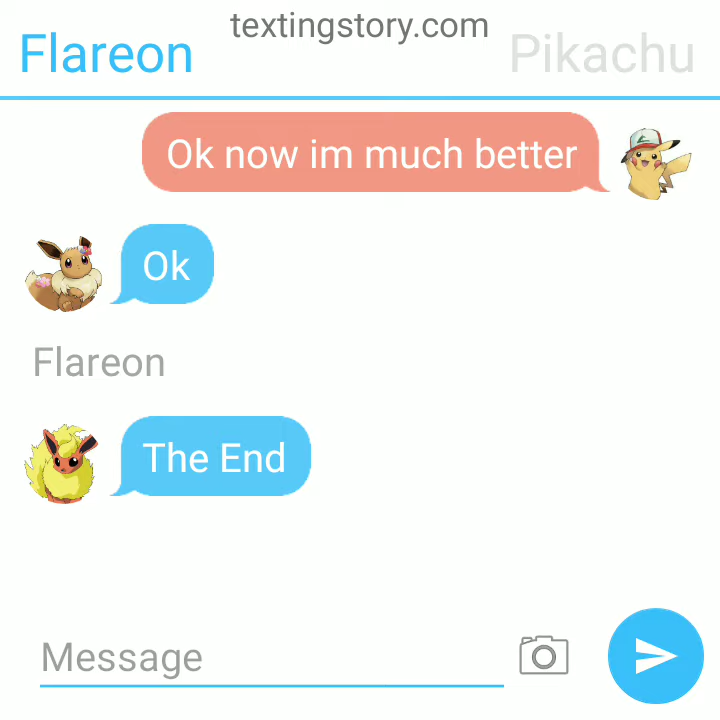 textingstory.com
Flareon
Pikachu
Ok now im much better
Ok
Flareon
The End
Message